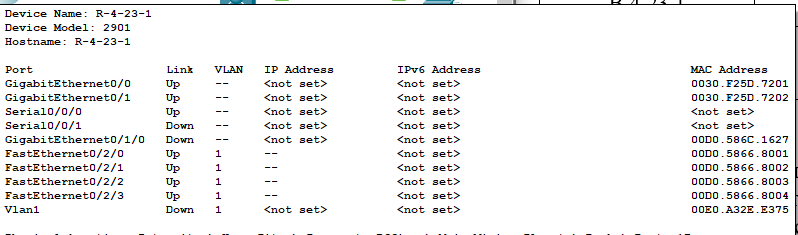 Device Name: R-4-23-1
Device Model: 2901
Hostname: R-4-23-1
Port Link VLAN IP Address IPv6 Address MAC Address
GigabitEthernet0/0 Up -- <not set> <not set> 0030.F25D.7201
GigabitEthernet0/1 Up -- <not set> <not set> 0030.F25D.7202
Serial0/0/0 Up -- <not set> <not set> <not set>
Serial0/0/1 Down -- <not set> <not set> <not set>
GigabitEthernet0/1/0 Down -- <not set> <not set> 00D0.586C.1627
FastEthernet0/2/0 Up 1 -- <not set> 00D0.5866.8001
FastEthernet0/2/1 Up 1 -- <not set> 00D0.5866.8002
FastEthernet0/2/2 Up 1 -- <not set> 00D0.5866.8003
FastEthernet0/2/3 Up 1 -- <not set> 00D0.5866.8004
Vlan1 Down 1 <not set> <not set> 00E0.A32E.E375